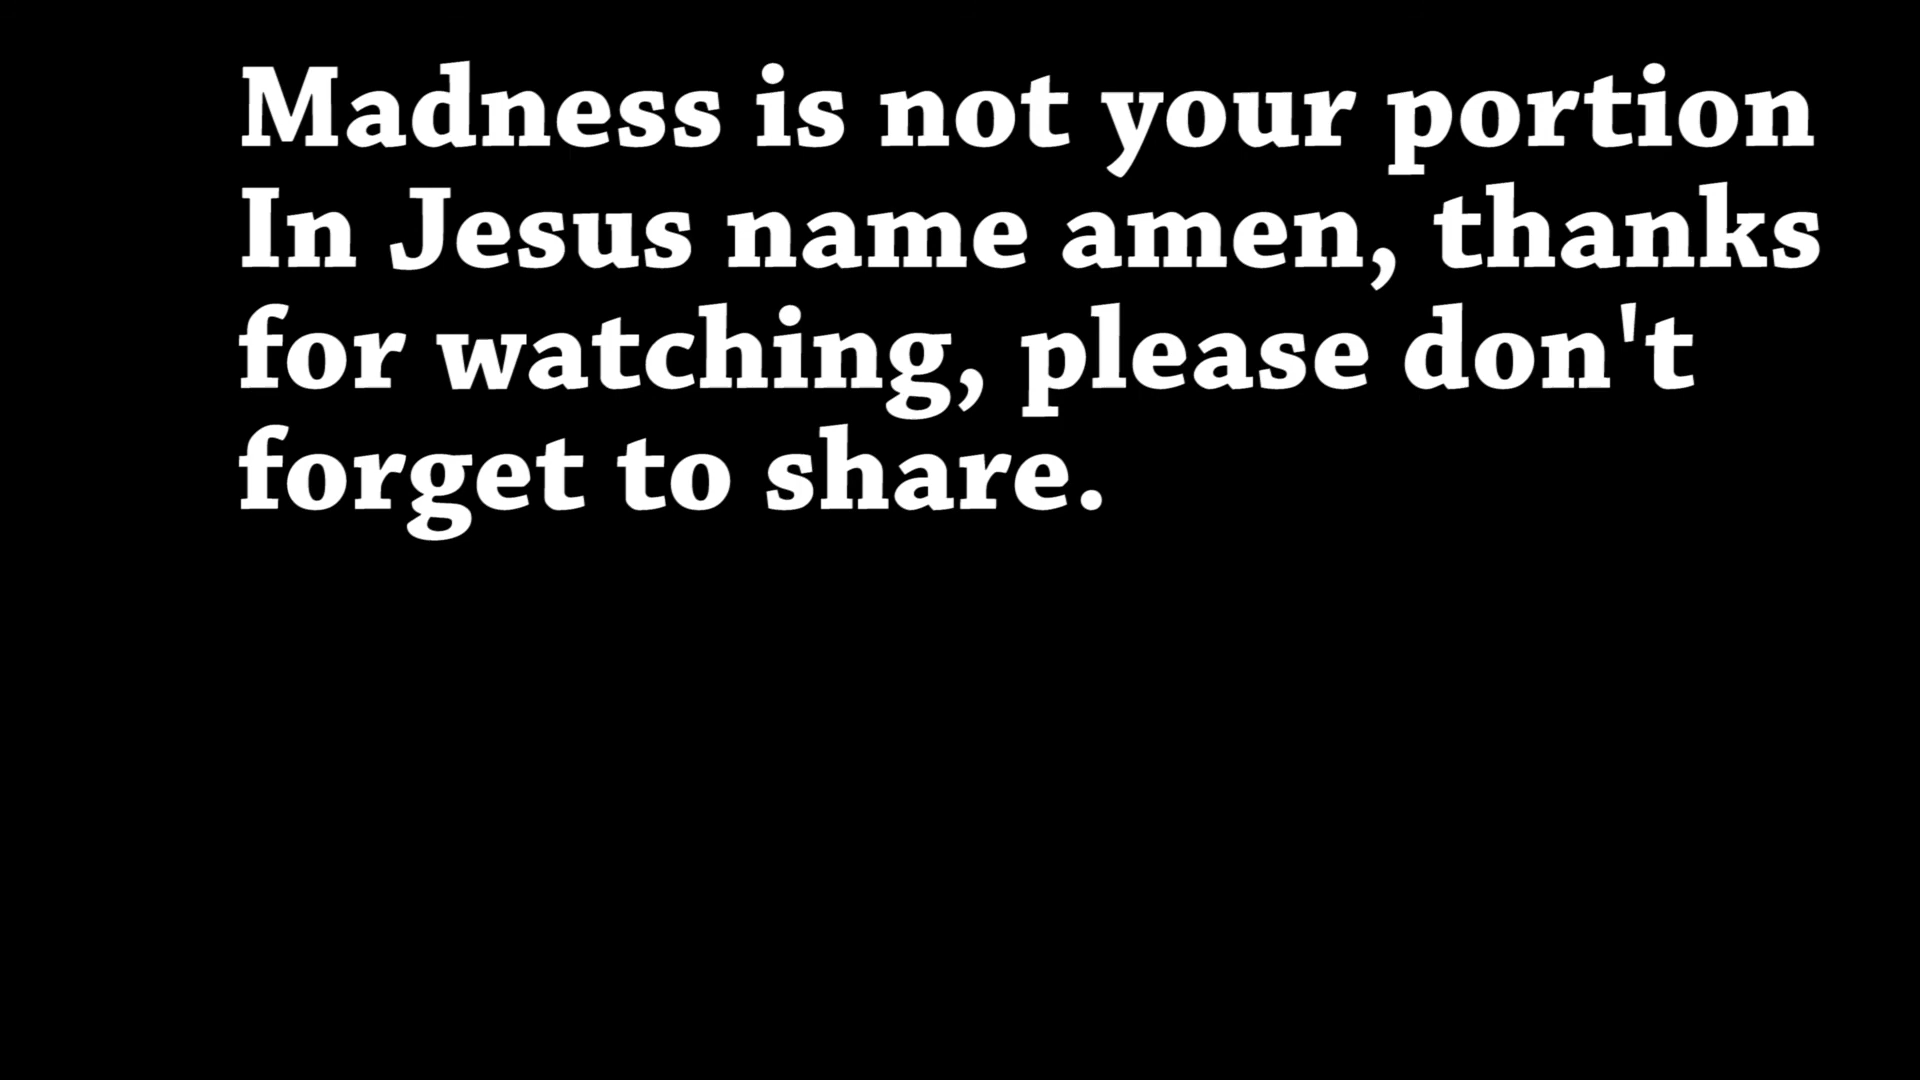 Madness is not your portion
In Jesus name amen, thanks
for watching, please don't
forget to share.